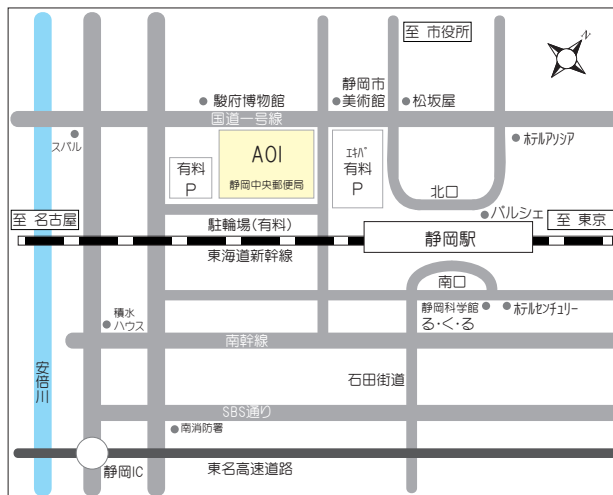 至 市役所
N
静岡市
美術館
駿府博物館
松坂屋
国道一号線
スバル
AOI
静岡中央郵便局
有料
P
エキパ
有料
P
ホテルアソシア
北口
パルシェ
至 名古屋
至 東京
駐輪場(有料)
静岡駅
東海道新幹線
南口
静岡科学館
る・く・る
ホテルセンチュリー
積水
ハウス
南幹線
安倍川
石田街道
SBS通り
南消防署
静岡IC
東名高速道路